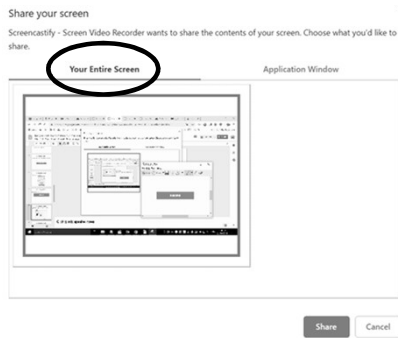 Share your screen
Screencastify - Screen Video Recorder wants to share the contents of your screen. Choose what you'd like to
share.
Your Entire Screen
Application Window
Share
Cancel